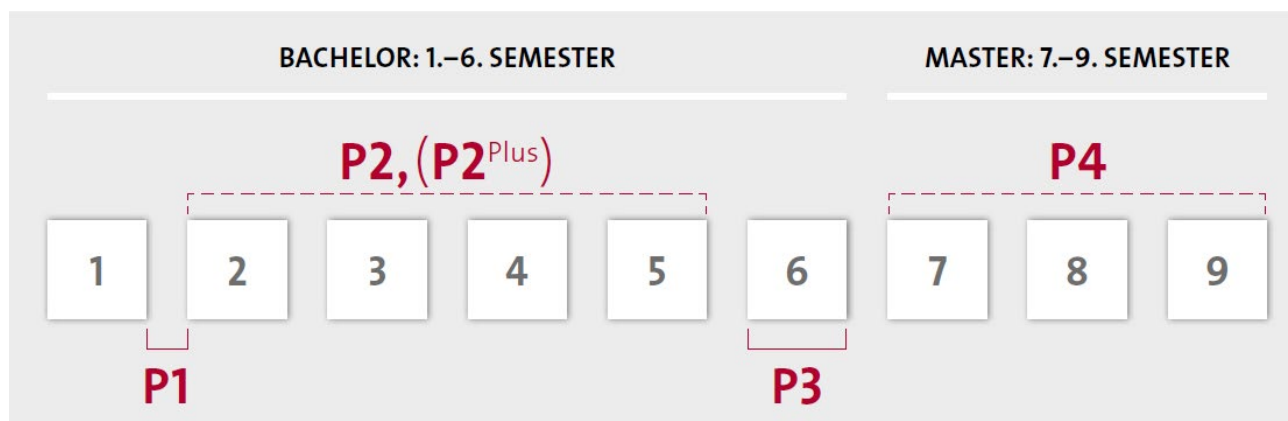 BACHELOR: 1.–6. SEMESTER
MASTER: 7.–9. SEMESTER
P2, (P2Plus)
P4
1 2 3 4 5 6 7 8 9
P1
P3